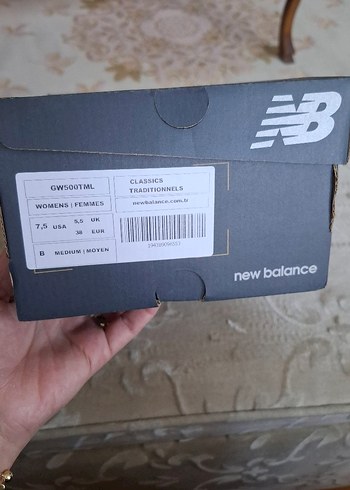 NB
GW500TML
CLASSICS
TRADITIONNELS
WOMENS | FEMMES
newbalance.com.tr
7,5 USA
5,5 UK
38 EUR
B MEDIUM | MOYEN
new balance